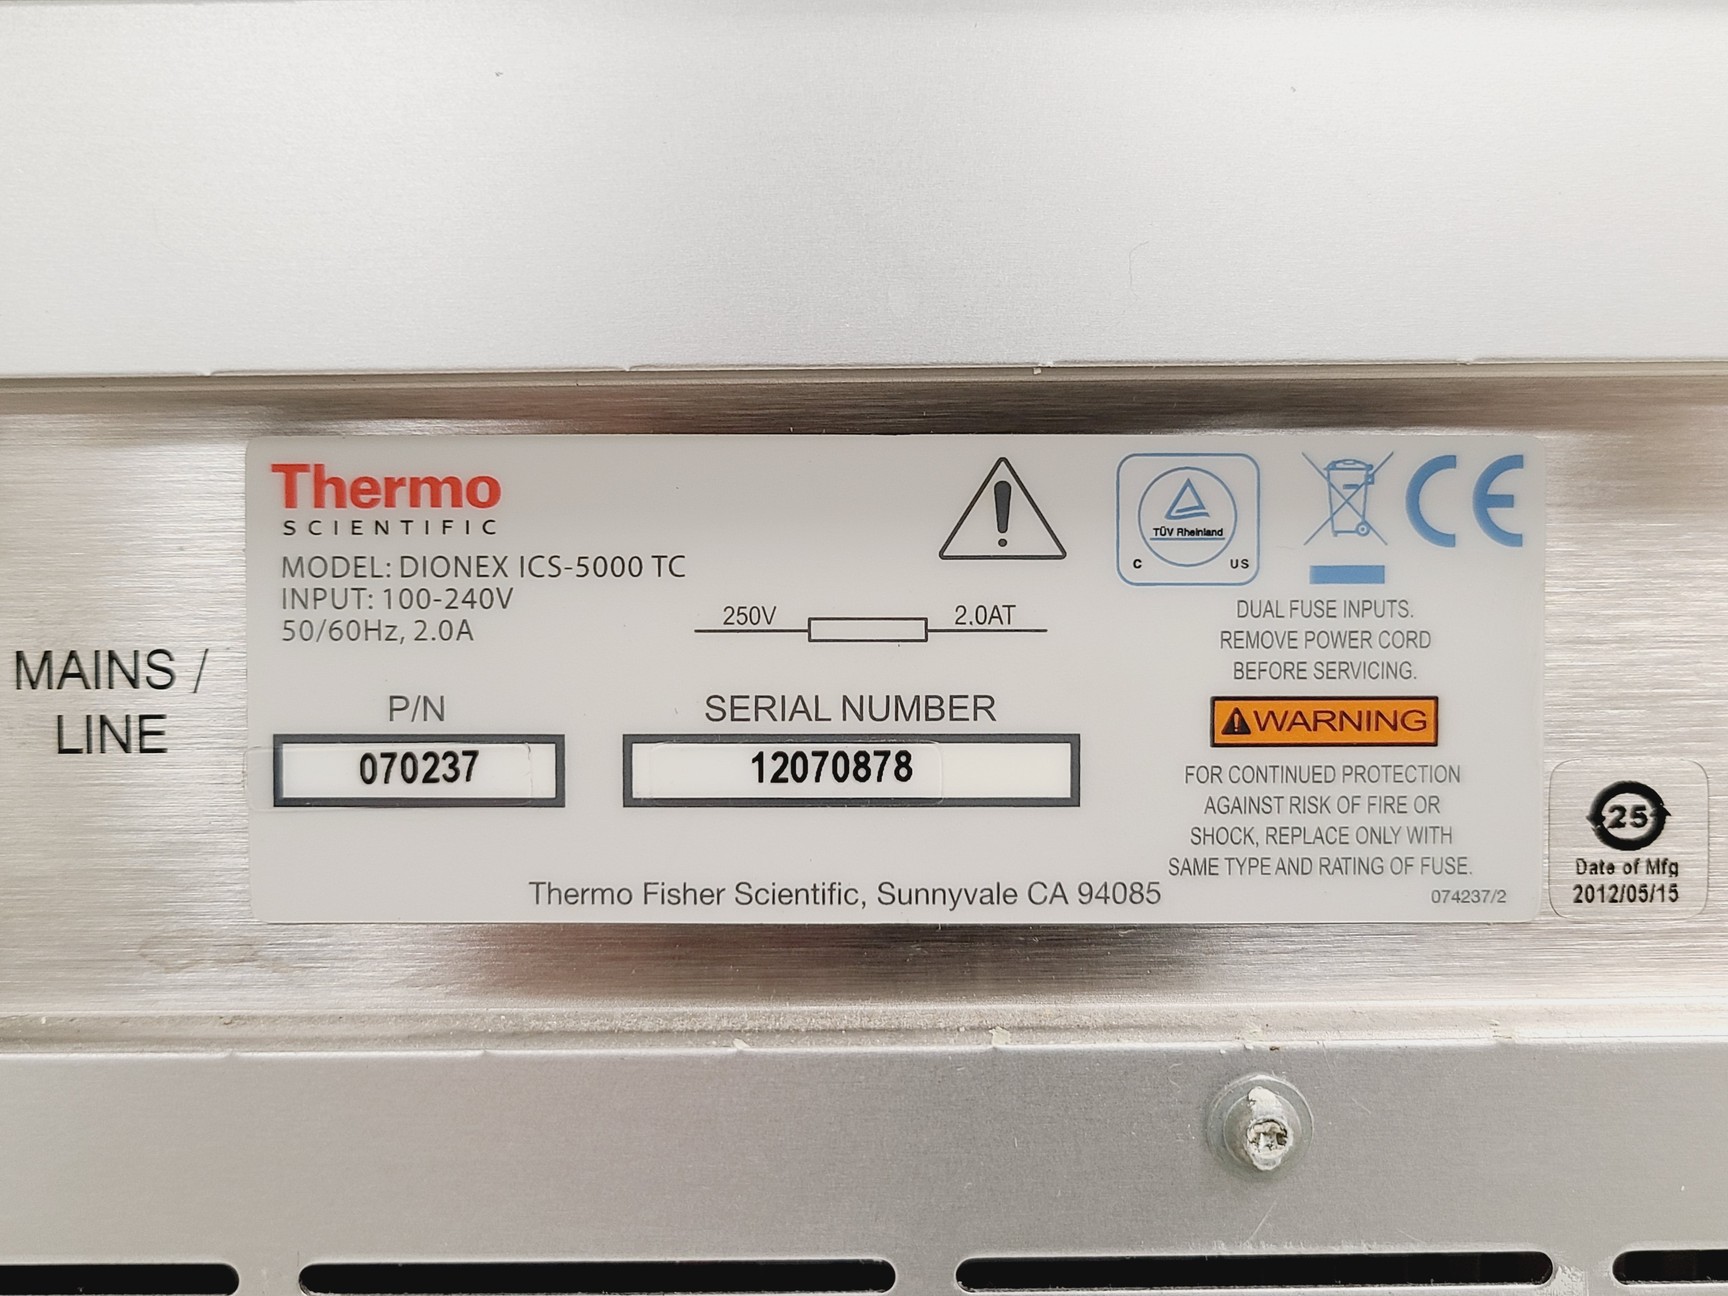 Thermo
SCIENTIFIC
MODEL: DIONEX ICS-5000 TC
INPUT: 100-240V
50/60Hz, 2.0A
250V
2.0AT
MAINS /
LINE
P/N
070237
SERIAL NUMBER
12070878
Thermo Fisher Scientific, Sunnyvale CA 94085
TÜV Rheinland
C US
CE
DUAL FUSE INPUTS.
REMOVE POWER CORD
BEFORE SERVICING.
WARNING
FOR CONTINUED PROTECTION
AGAINST RISK OF FIRE OR
SHOCK, REPLACE ONLY WITH
SAME TYPE AND RATING OF FUSE.
074237/2
25
Date of Mfg
2012/05/15